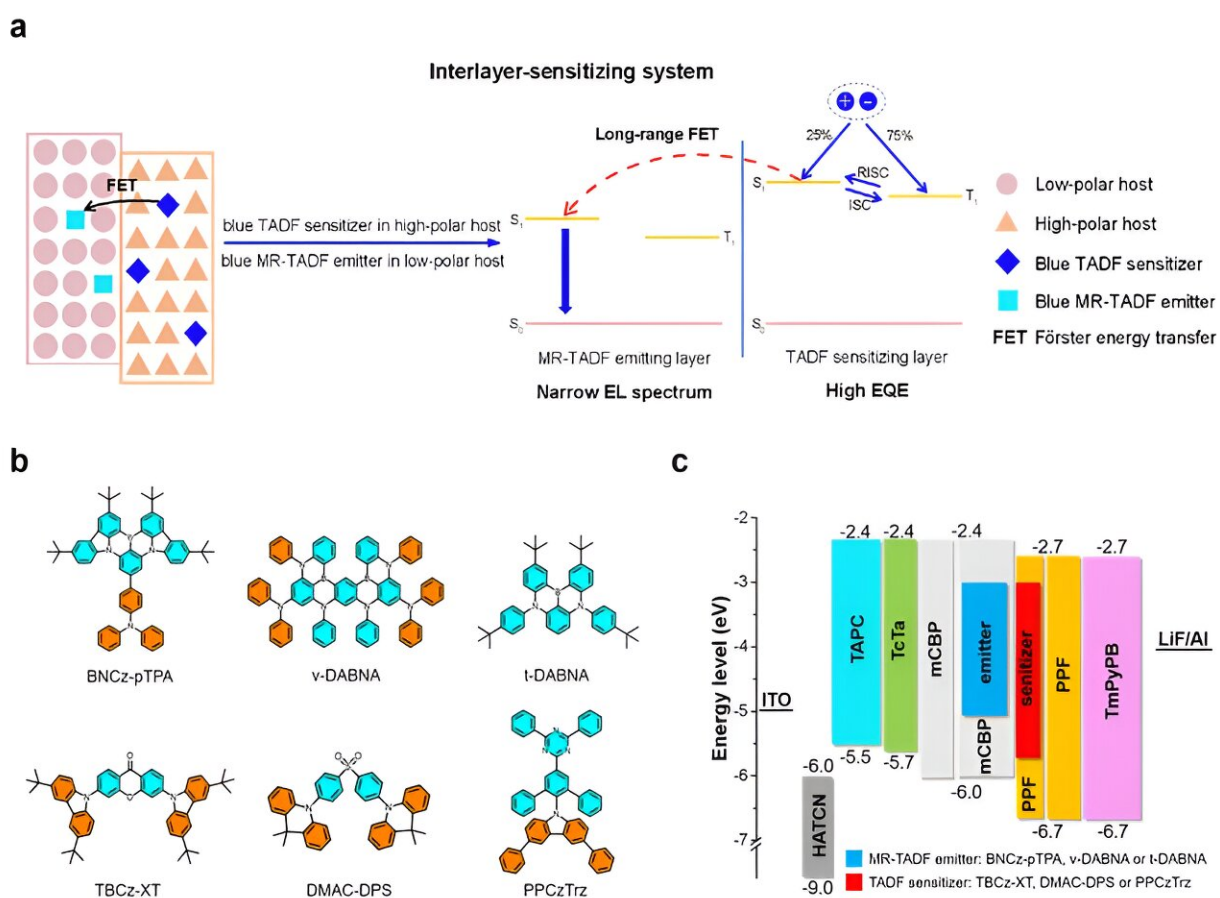 a
Interlayer-sensitizing system
FET
blue TADF sensitizer in high-polar host
blue MR-TADF emitter in low-polar host
Long-range FET
25%
75%
S₁
RISC
ISC
T₁
S₁
T₁
S₀
S₀
MR-TADF emitting layer
TADF sensitizing layer
Narrow EL spectrum
High EQE
Low-polar host
High-polar host
Blue TADF sensitizer
Blue MR-TADF emitter
FET Förster energy transfer
b
BNCz-pTPA
v-DABNA
t-DABNA
TBCz-XT
DMAC-DPS
PPCzTrz
c
Energy level (eV)
-2
-3
-4
-5
-6
-7
ITO
HATCN
-6.0
-9.0
TAPC
-2.4
-5.5
TcTa
-2.4
-5.7
mCBP
-2.4
emitter
mCBP
-6.0
senitizer
PPF
PPF
-2.7
-6.7
TmPyPB
-2.7
-6.7
LiF/Al
MR-TADF emitter: BNCz-pTPA, v-DABNA or t-DABNA
TADF sensitizer: TBCz-XT, DMAC-DPS or PPCzTrz